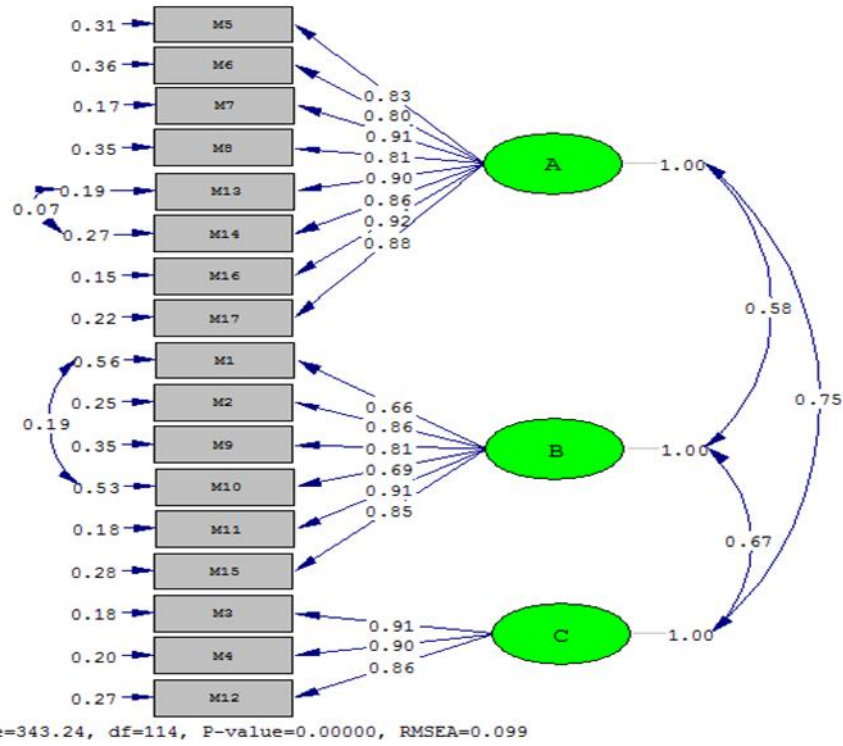 0.31 M5
0.36 M6
0.17 M7
0.35 M8
0.19 M13
0.07
0.27 M14
0.15 M16
0.22 M17
0.56 M1
0.25 M2
0.19
0.35 M9
0.53 M10
0.18 M11
0.28 M15
0.18 M3
0.20 M4
0.27 M12
0.83
0.80
0.91
0.81
0.90
0.86
0.92
0.88
0.66
0.86
0.81
0.69
0.91
0.85
0.91
0.90
0.86
A 1.00
B 1.00
C 1.00
0.58
0.75
0.67
e=343.24, df=114, P-value=0.00000, RMSEA=0.099